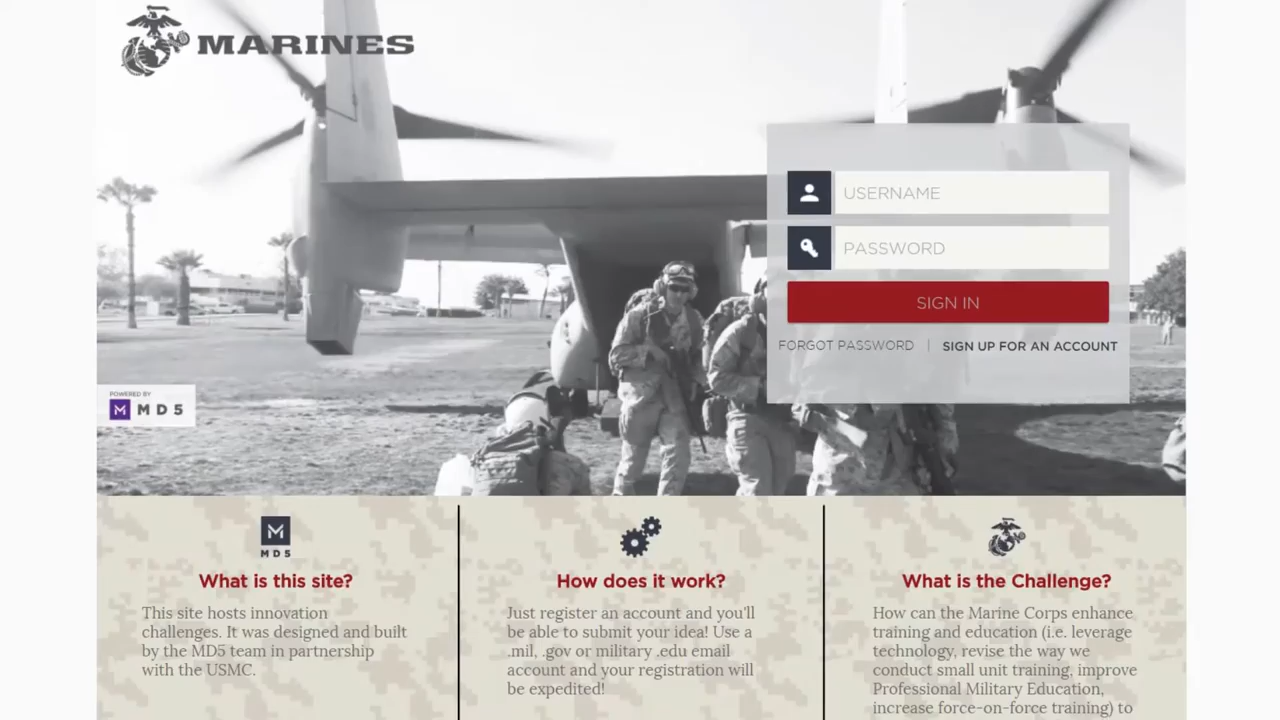 MARINES
USERNAME
PASSWORD
SIGN IN
FORGOT PASSWORD | SIGN UP FOR AN ACCOUNT
POWERED BY
MD5
MD5
What is this site?
This site hosts innovation
challenges. It was designed and built
by the MD5 team in partnership
with the USMC.
How does it work?
Just register an account and you'll
be able to submit your idea! Use a
.mil, .gov or military .edu email
account and your registration will
be expedited!
What is the Challenge?
How can the Marine Corps enhance
training and education (i.e. leverage
technology, revise the way we
conduct small unit training, improve
Professional Military Education,
increase force-on-force training) to